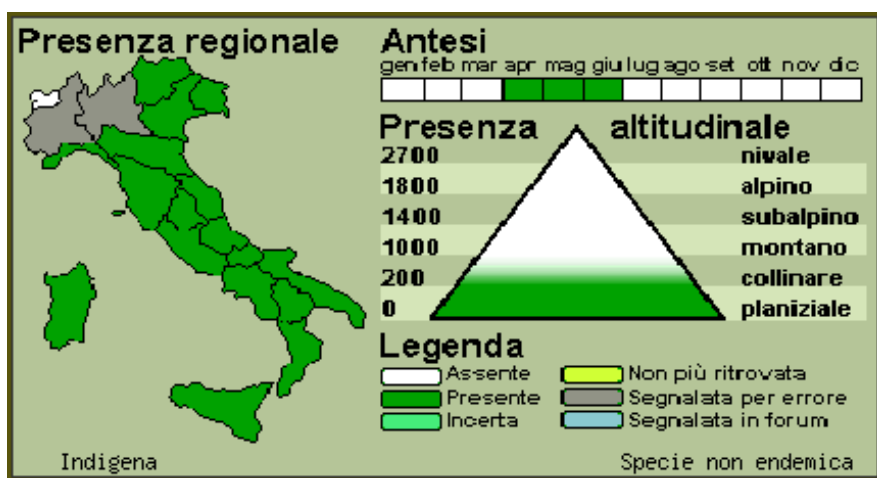 Presenza regionale
Antesi
gen feb mar apr mag giu lug ago set ott nov dic
Presenza altitudinale
2700 nivale
1800 alpino
1400 subalpino
1000 montano
200 collinare
0 planiziale
Legenda
Assente Non più ritrovata
Presente Segnalata per errore
Incerta Segnalata in forum
Indigena Specie non endemica